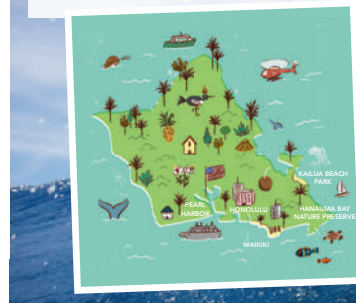 KAILUA BEACH
PARK
PEARL
HARBOR
HONOLULU
HANAUMA BAY
NATURE PRESERVE
WAIKIKI